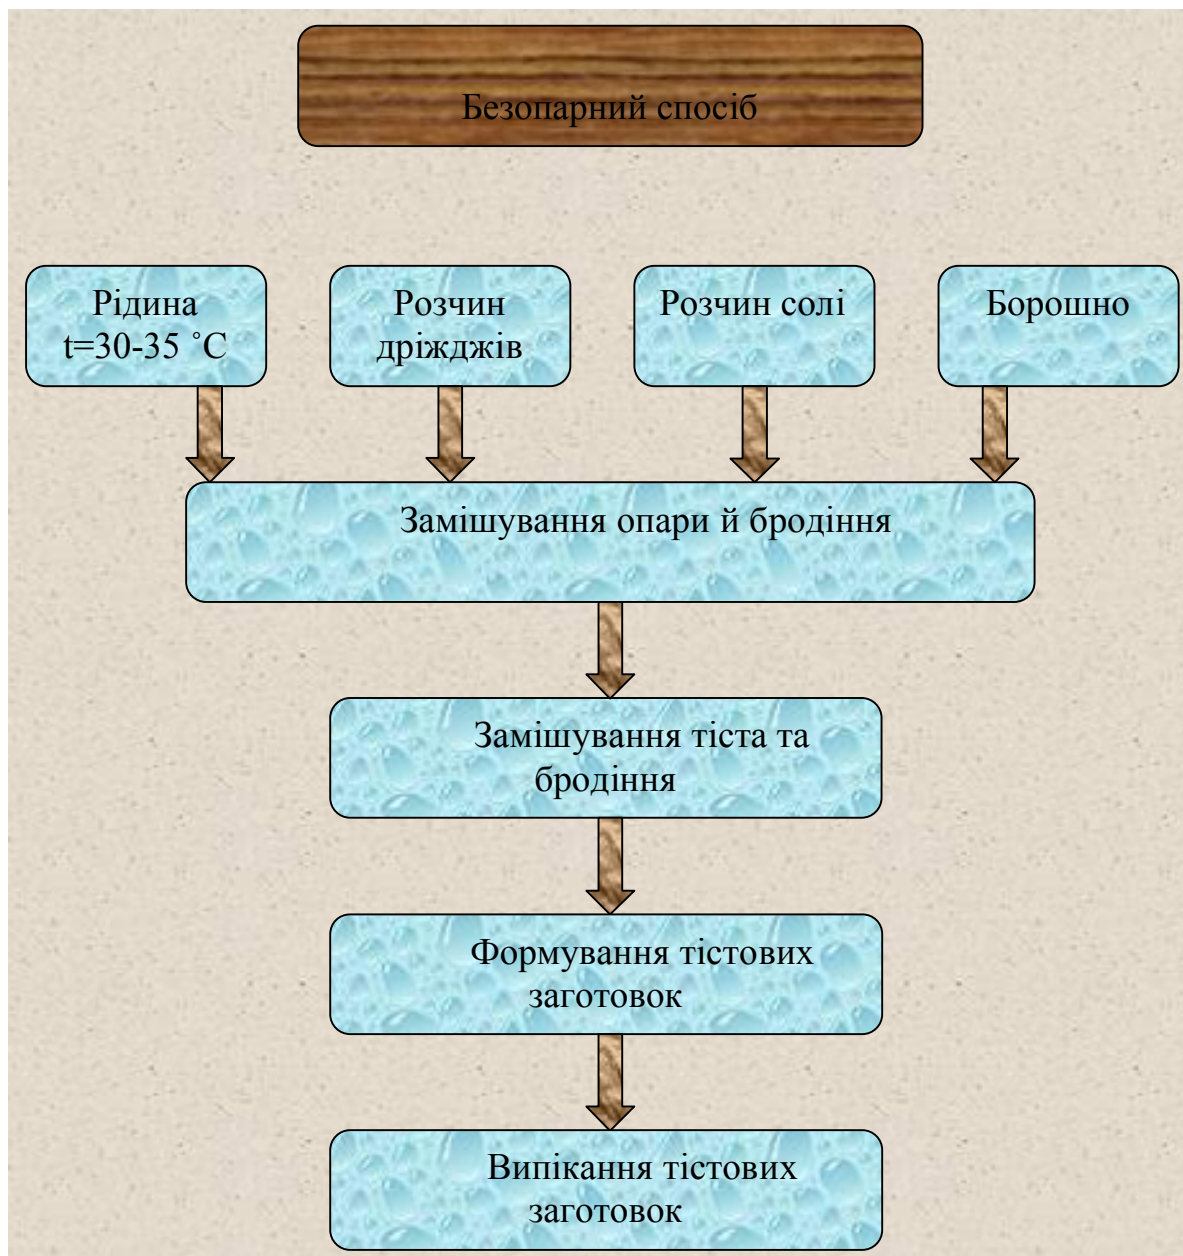 Безопарний спосіб
Рідина
t=30-35 ˚С
Розчин
дріжджів
Розчин солі
Борошно
Замішування опари й бродіння
Замішування тіста та
бродіння
Формування тістових
заготовок
Випікання тістових
заготовок